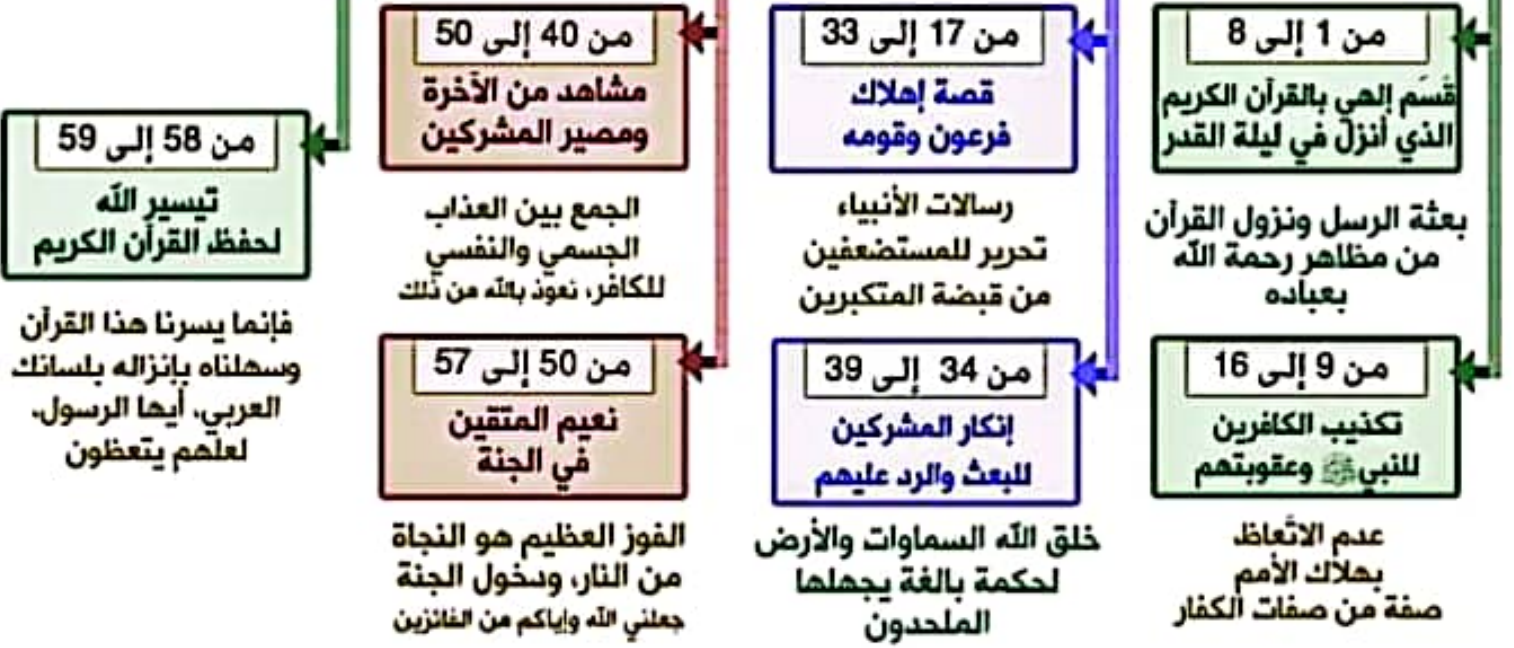 من 1 إلى 8
قَسَم إلهي بالقرآن الكريم
الذي أنزل في ليلة القدر
بعثة الرسل ونزول القرآن
من مظاهر رحمة الله
بعباده
من 9 إلى 16
تكذيب الكافرين
للنبي ﷺ وعقوبتهم
عدم الاتّعاظ
بهلاك الأمم
صفة من صفات الكفار
من 17 إلى 33
قصة إهلاك
فرعون وقومه
رسالات الأنبياء
تحرير للمستضعفين
من قبضة المتكبرين
من 34 إلى 39
إنكار المشركين
للبعث والرد عليهم
خلق الله السماوات والأرض
لحكمة بالغة يجهلها
الملحدون
من 40 إلى 50
مشاهد من الآخرة
ومصير المشركين
الجمع بين العذاب
الجسمي والنفسي
للكافر، نعوذ بالله من ذلك
من 50 إلى 57
نعيم المتقين
في الجنة
الفوز العظيم هو النجاة
من النار، ودخول الجنة
جعلني الله وإياكم من الفائزين
من 58 إلى 59
تيسير الله
لحفظ القرآن الكريم
فإنما يسرنا هذا القرآن
وسهلناه بإنزاله بلسانك
العربي، أيها الرسول،
لعلهم يتعظون